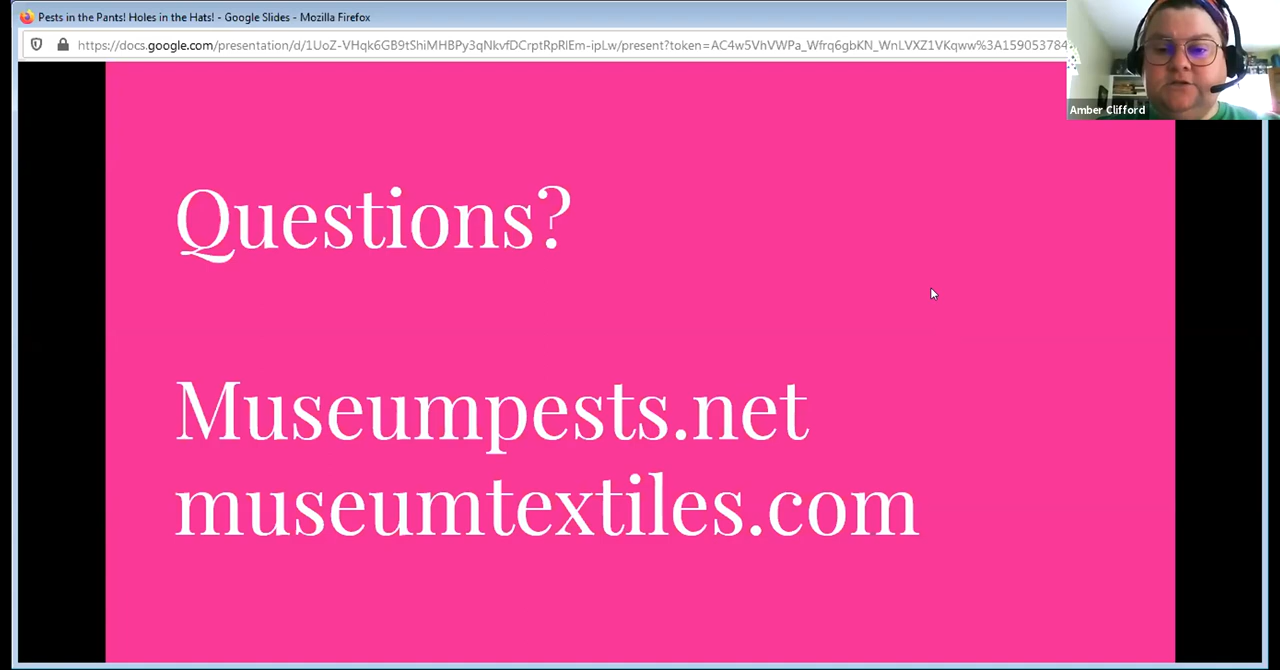 Pests in the Pants! Holes in the Hats! - Google Slides - Mozilla Firefox
https://docs.google.com/presentation/d/1UoZ-VHqk6GB9tShiMHBPy3qNkvfDCrptRpRlEm-ipLw/present?token=AC4w5VhVWPa_Wfrq6gbKN_WnLVXZ1VKqww%3A159053784
Amber Clifford
Questions?
Museumpests.net
museumtextiles.com